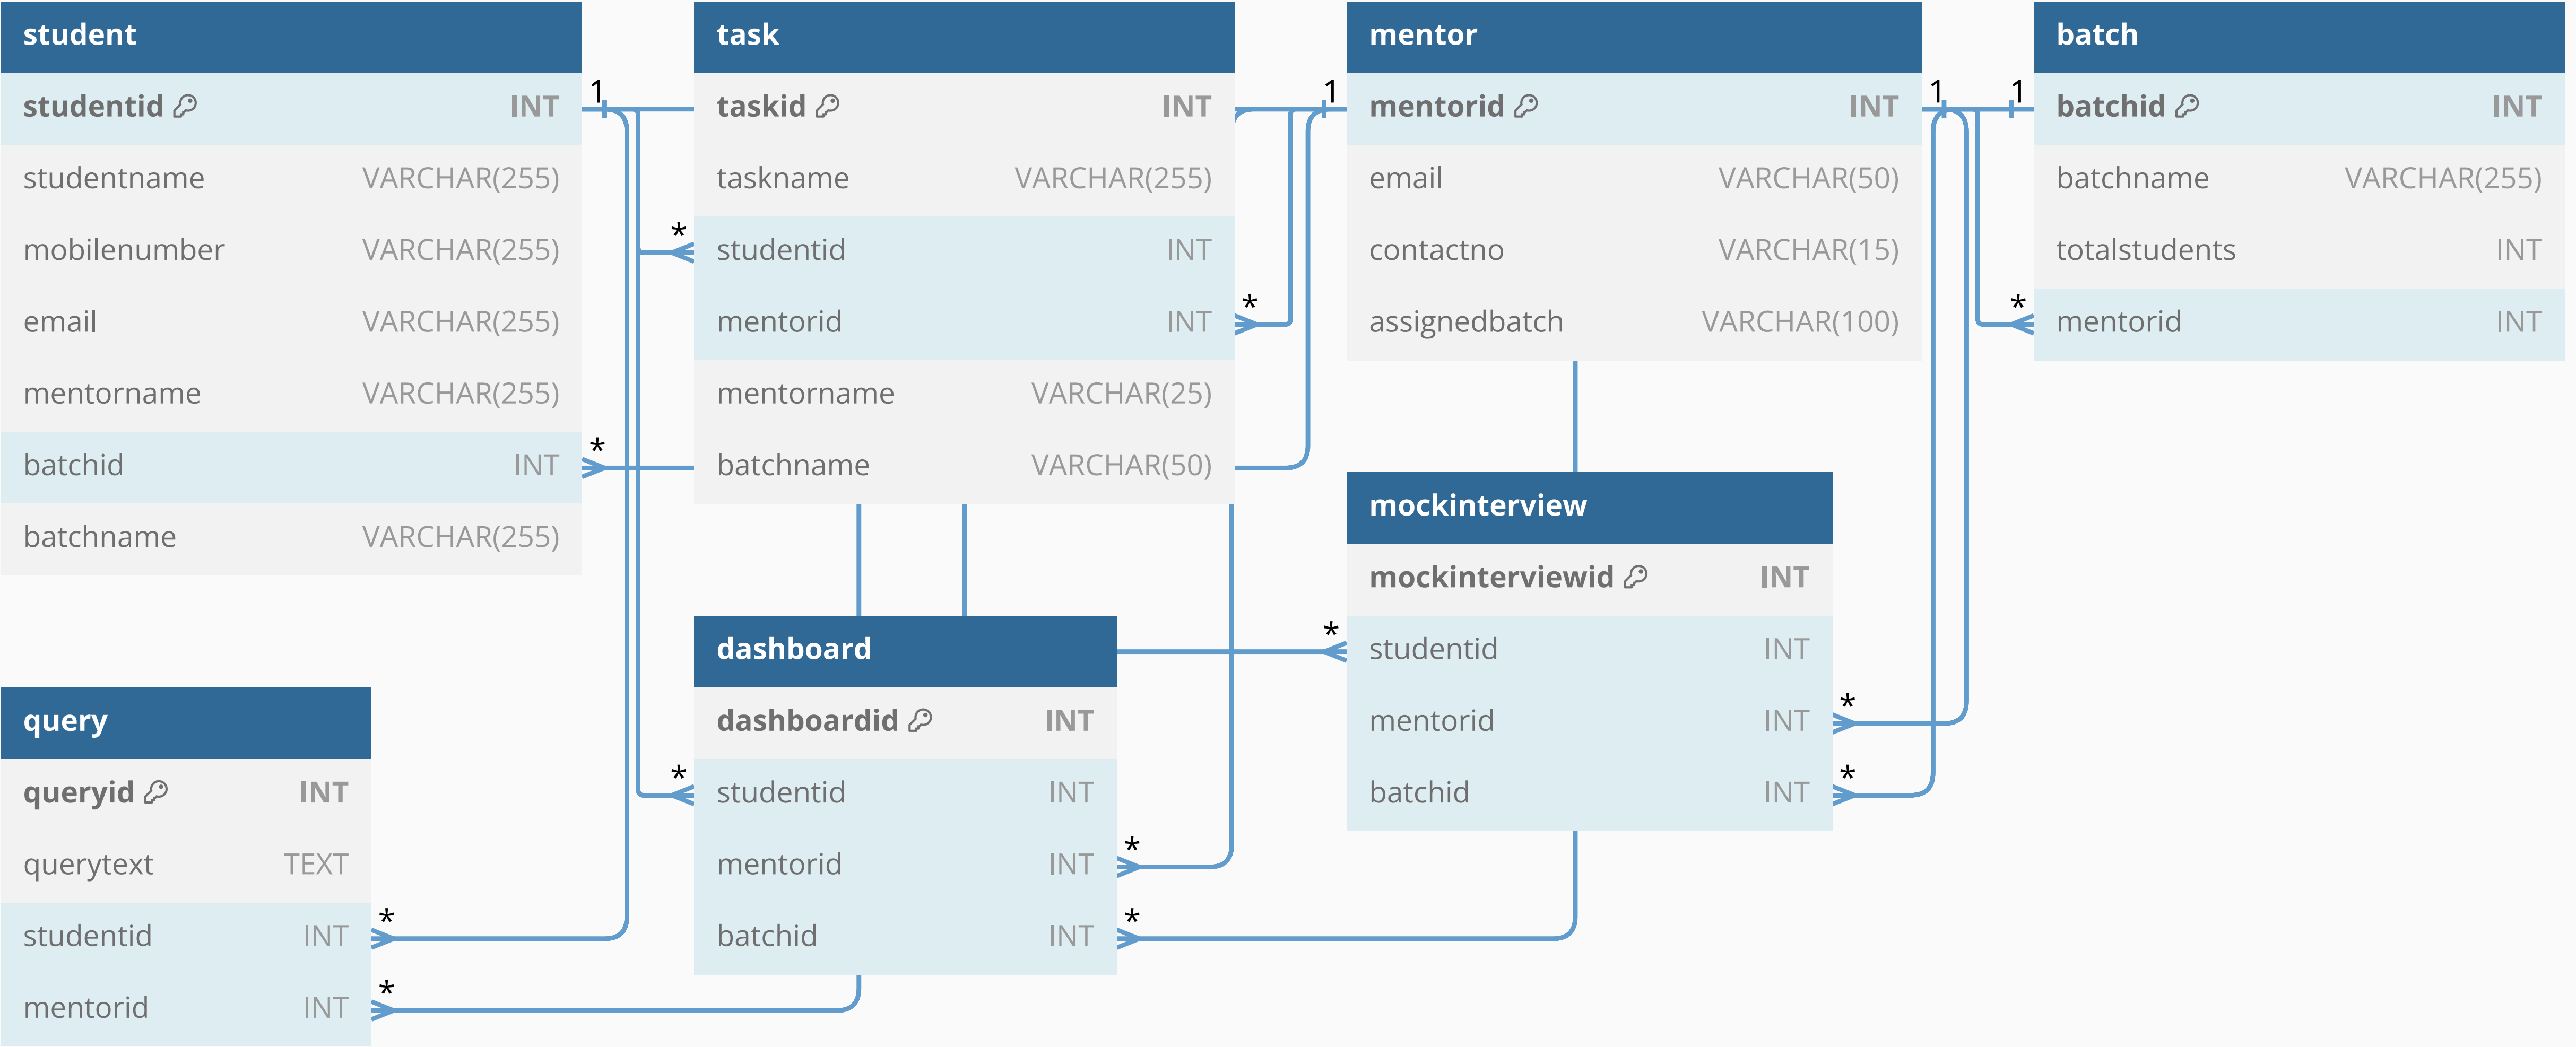 student
studentid INT
studentname VARCHAR(255)
mobilenumber VARCHAR(255)
email VARCHAR(255)
mentorname VARCHAR(255)
batchid INT
batchname VARCHAR(255)
1
*
task
taskid INT
taskname VARCHAR(255)
* studentid INT
mentorid INT *
mentorname VARCHAR(25)
batchname VARCHAR(50)
1
mentor
mentorid INT
email VARCHAR(50)
contactno VARCHAR(15)
assignedbatch VARCHAR(100)
1
1
batch
batchid INT
batchname VARCHAR(255)
totalstudents INT
* mentorid INT
mockinterview
mockinterviewid INT
* studentid INT
mentorid INT *
batchid INT *
dashboard
dashboardid INT
* studentid INT
mentorid INT *
batchid INT *
query
queryid INT
querytext TEXT
studentid INT *
mentorid INT *